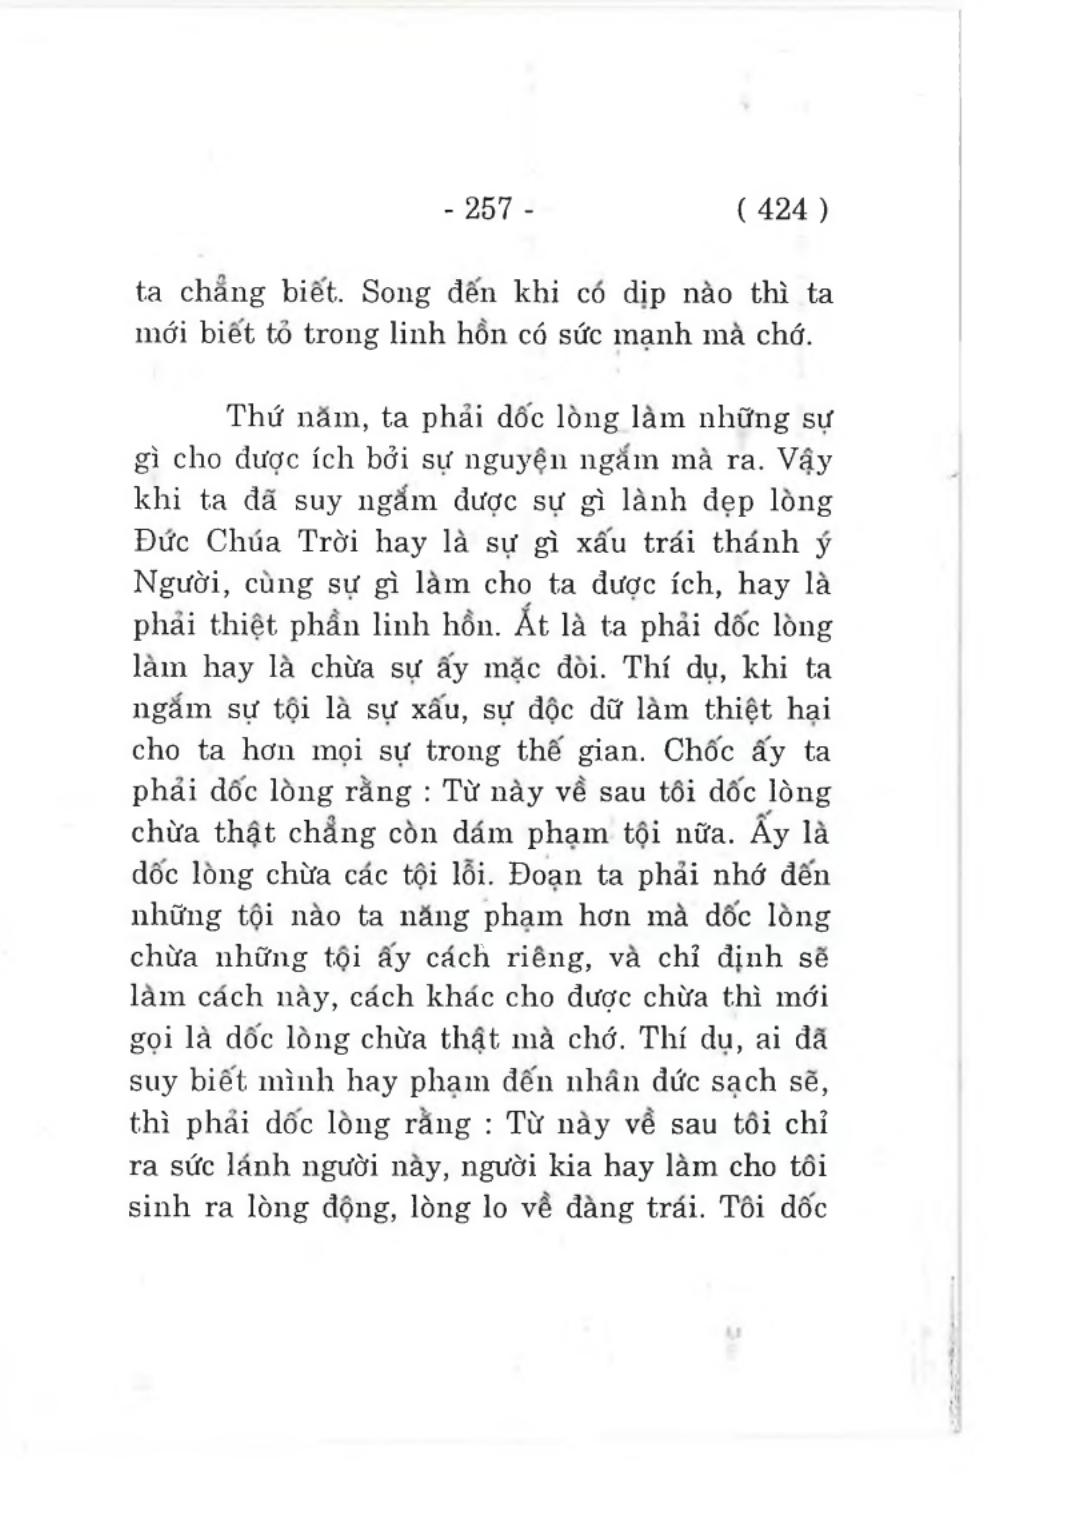 - 257 - ( 424 )
ta chẳng biết. Song đến khi có dịp nào thì ta
mới biết tỏ trong linh hồn có sức mạnh mà chớ.
Thứ năm, ta phải dốc lòng làm những sự
gì cho được ích bởi sự nguyện ngắm mà ra. Vậy
khi ta đã suy ngắm được sự gì lành đẹp lòng
Đức Chúa Trời hay là sự gì xấu trái thánh ý
Người, cùng sự gì làm cho ta được ích, hay là
phải thiệt phần linh hồn. Ắt là ta phải dốc lòng
làm hay là chừa sự ấy mặc đòi. Thí dụ, khi ta
ngắm sự tội là sự xấu, sự độc dữ làm thiệt hại
cho ta hơn mọi sự trong thế gian. Chốc ấy ta
phải dốc lòng rằng : Từ này về sau tôi dốc lòng
chừa thật chẳng còn dám phạm tội nữa. Ấy là
dốc lòng chừa các tội lỗi. Đoạn ta phải nhớ đến
những tội nào ta năng phạm hơn mà dốc lòng
chừa những tội ấy cách riêng, và chỉ định sẽ
làm cách này, cách khác cho được chừa thì mới
gọi là dốc lòng chừa thật mà chớ. Thí dụ, ai đã
suy biết mình hay phạm đến nhân đức sạch sẽ,
thì phải dốc lòng rằng : Từ này về sau tôi chỉ
ra sức lánh người này, người kia hay làm cho tôi
sinh ra lòng động, lòng lo về đàng trái. Tôi dốc